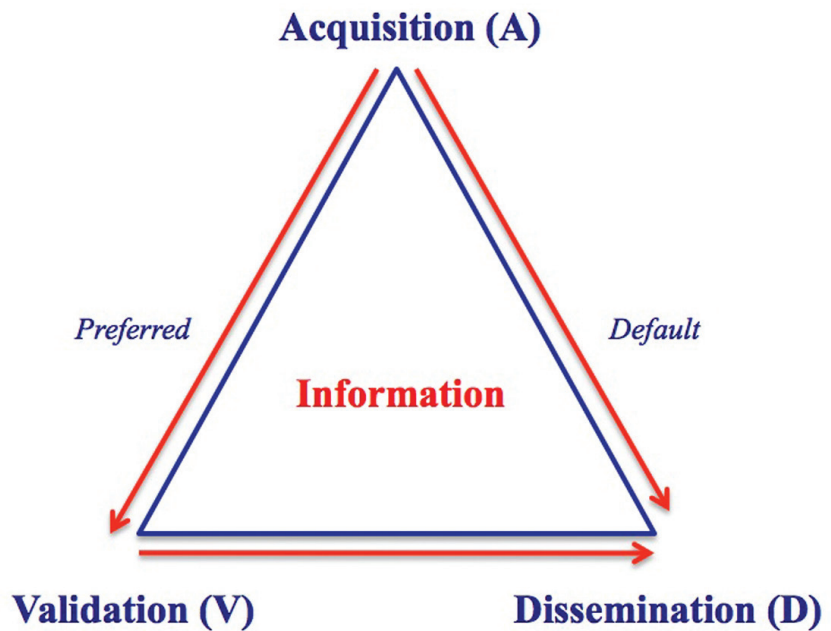 Acquisition (A)
Preferred
Default
Information
Validation (V)
Dissemination (D)